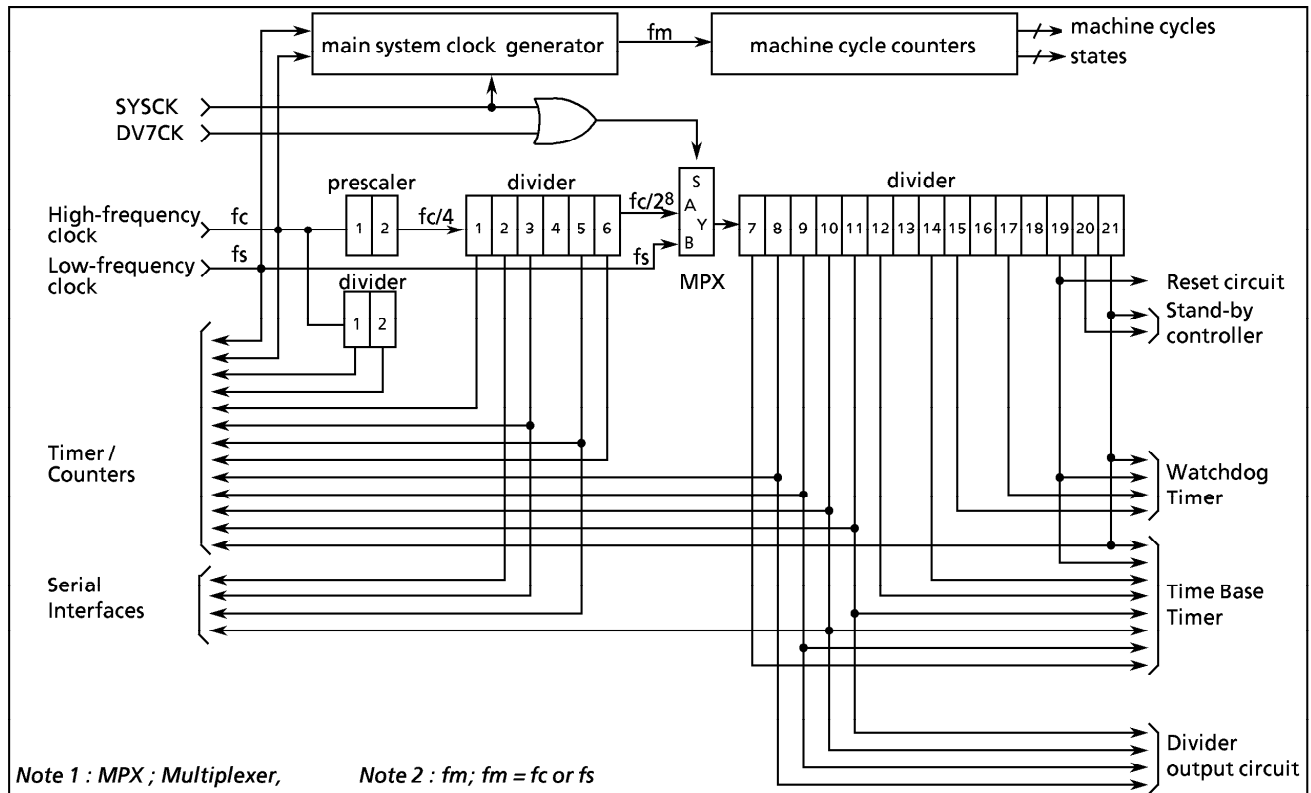 main system clock generator
fm
machine cycle counters
machine cycles
states
SYSCK
DV7CK
prescaler
divider
divider
High-frequency
clock
fc
1 2
fc/4
1 2 3 4 5 6
fc/2⁸
S
A
Y
B
MPX
7 8 9 10 11 12 13 14 15 16 17 18 19 20 21
Low-frequency
clock
fs
fs
divider
1 2
Reset circuit
Stand-by
controller
Timer /
Counters
Watchdog
Timer
Serial
Interfaces
Time Base
Timer
Divider
output circuit
Note 1 : MPX ; Multiplexer,
Note 2 : fm; fm = fc or fs